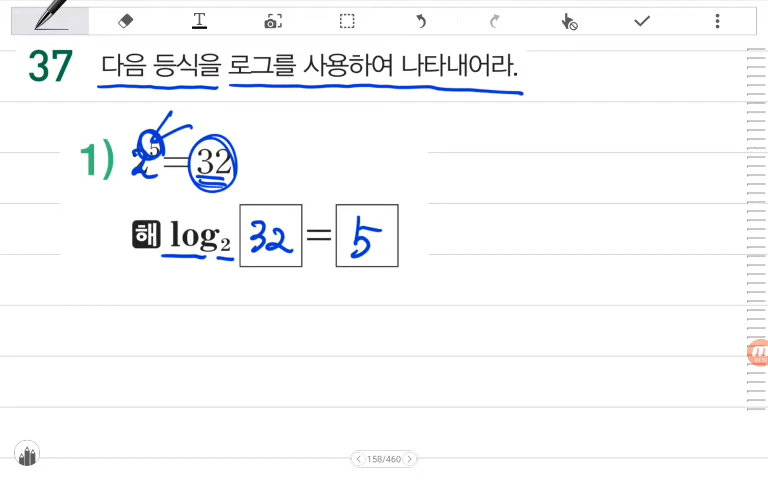 T
37 다음 등식을 로그를 사용하여 나타내어라.
1) 2⁵ = 32
해 log₂ 32 = 5
158/460